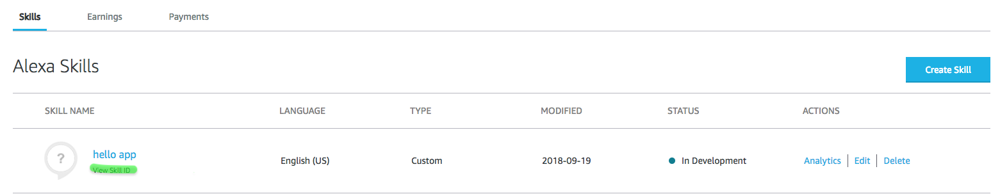 Skills Earnings Payments
Alexa Skills
Create Skill
SKILL NAME LANGUAGE TYPE MODIFIED STATUS ACTIONS
?
hello app
View Skill ID
English (US) Custom 2018-09-19 In Development Analytics Edit Delete